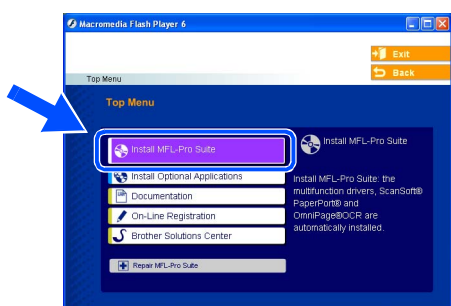 Macromedia Flash Player 6
Exit
Back
Top Menu
Top Menu
Install MFL-Pro Suite
Install Optional Applications
Documentation
On-Line Registration
Brother Solutions Center
Repair MFL-Pro Suite
Install MFL-Pro Suite
Install MFL-Pro Suite: the
multifunction drivers, ScanSoft®
PaperPort® and
OmniPage®OCR are
automatically installed.